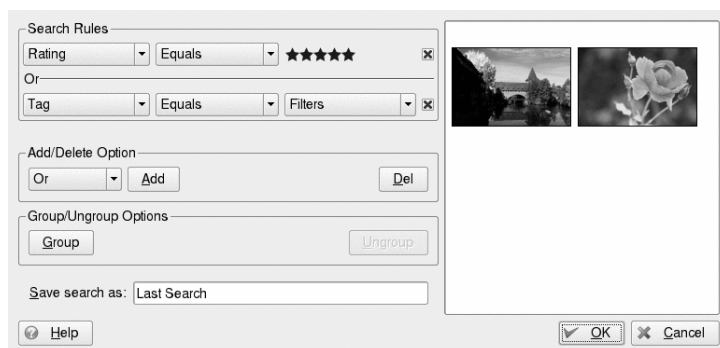 Search Rules
Rating Equals
Or
Tag Equals Filters
Add/Delete Option
Or Add Del
Group/Ungroup Options
Group Ungroup
Save search as: Last Search
Help OK Cancel